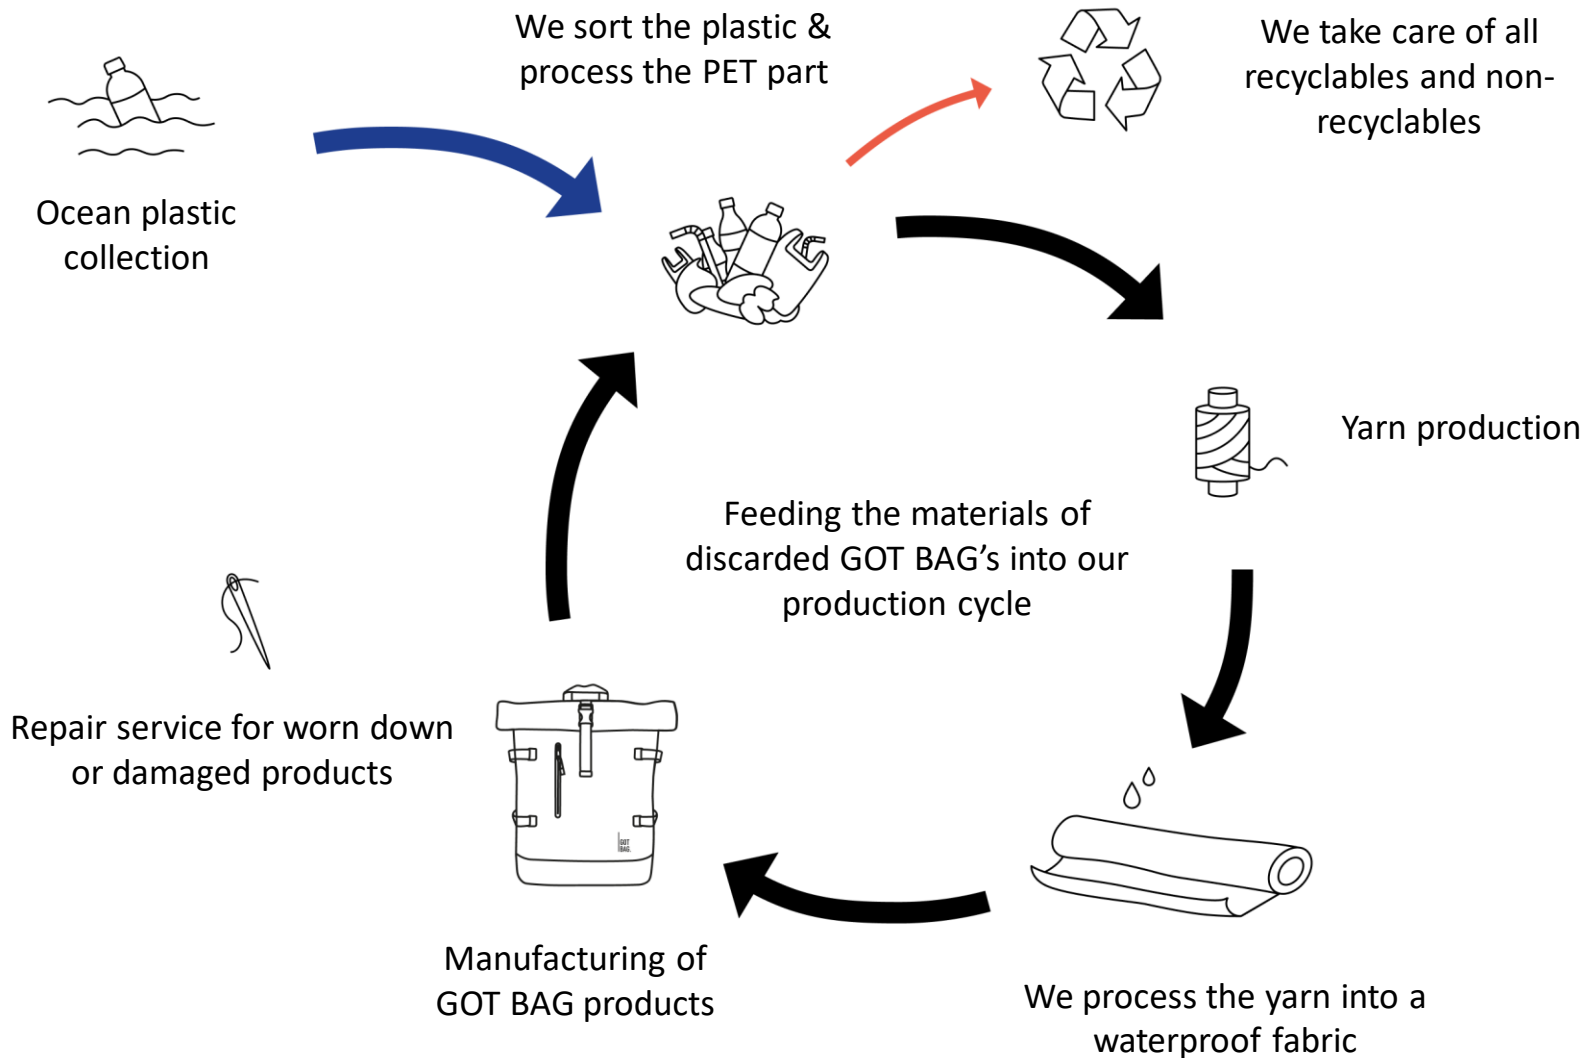 We sort the plastic &
process the PET part
We take care of all
recyclables and non-
recyclables
Ocean plastic
collection
Yarn production
Feeding the materials of
discarded GOT BAG’s into our
production cycle
Repair service for worn down
or damaged products
GOT
BAG.
Manufacturing of
GOT BAG products
We process the yarn into a
waterproof fabric